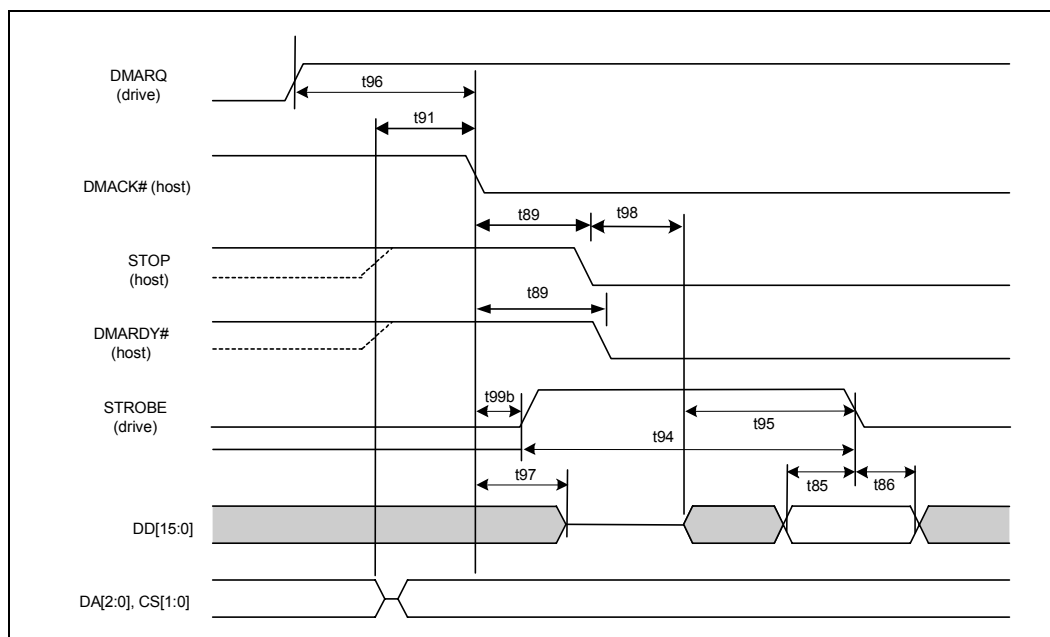 DMARQ
(drive)
t96
t91
DMACK# (host)
t89
t98
STOP
(host)
t89
DMARDY#
(host)
t99b
STROBE
(drive)
t95
t94
t97
t85
t86
DD[15:0]
DA[2:0], CS[1:0]